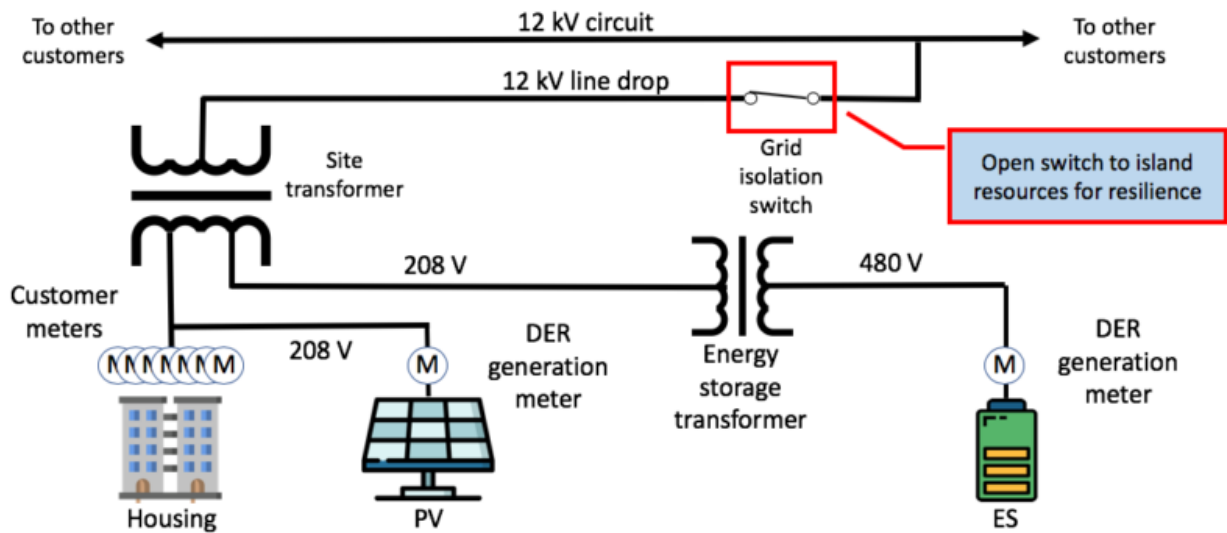 To other
customers
12 kV circuit
To other
customers
12 kV line drop
Site
transformer
Grid
isolation
switch
Open switch to island
resources for resilience
208 V
480 V
Customer
meters
208 V
DER
generation
meter
Energy
storage
transformer
DER
generation
meter
M M M M M M M
M
M
Housing
PV
ES